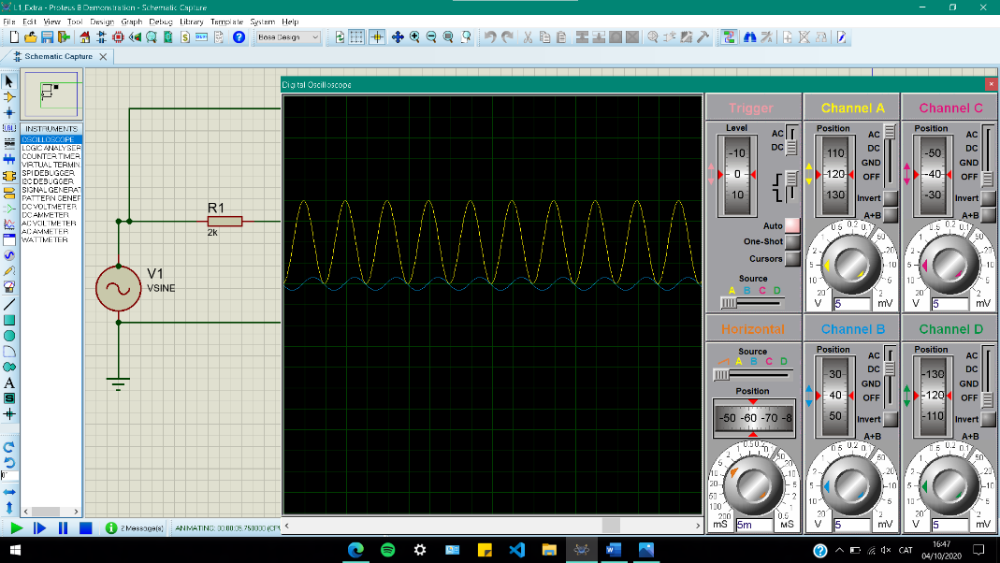 L1_Extra - Proteus 8 Demonstration - Schematic Capture
File Edit View Tool Design Graph Debug Library Template System Help
Base Design
Schematic Capture
INSTRUMENTS
OSCILLOSCOPE
LOGIC ANALYSER
COUNTER TIMER
VIRTUAL TERMIN
SPI DEBUGGER
I2C DEBUGGER
SIGNAL GENERAT
PATTERN GENER
DC VOLTMETER
DC AMMETER
AC VOLTMETER
AC AMMETER
WATTMETER
LBL
A
S
0°
R1
2k
V1
VSINE
Digital Oscilloscope
Trigger
Level
AC
DC
-10
0
10
Auto
One-Shot
Cursors
Source
A B C D
Channel A
Position
AC
DC
GND
OFF
110
120
130
Invert
A+B
V 5 mV
Channel C
Position
AC
DC
GND
OFF
-50
-40
-30
Invert
A+B
V 5 mV
Horizontal
Source
A B C D
Position
-50 -60 -70 -8
mS 5m µS
Channel B
Position
AC
DC
GND
OFF
30
40
50
Invert
A+B
V 5 mV
Channel D
Position
AC
DC
GND
OFF
-130
-120
-110
Invert
A+B
V 5 mV
2 Message(s)
ANIMATING: 00:00:05.750000 (CPU
CAT
16:47
04/10/2020